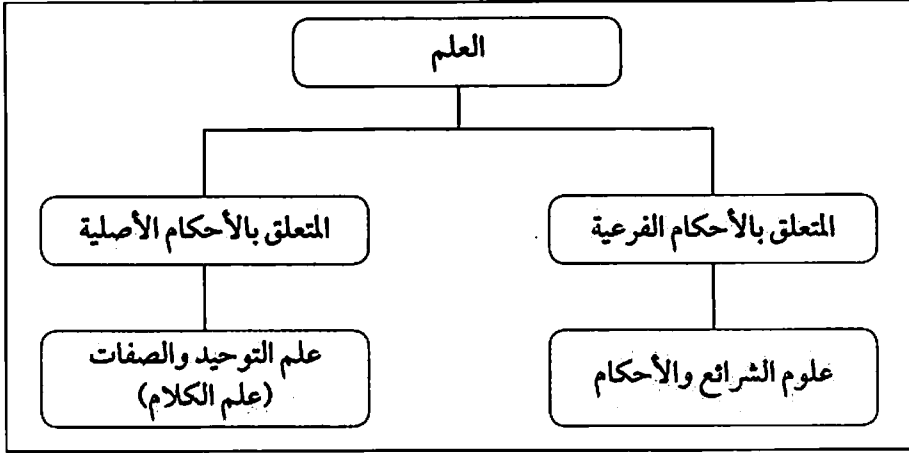 العلم
المتعلق بالأحكام الفرعية
المتعلق بالأحكام الأصلية
علوم الشرائع والأحكام
علم التوحيد والصفات
(علم الكلام)